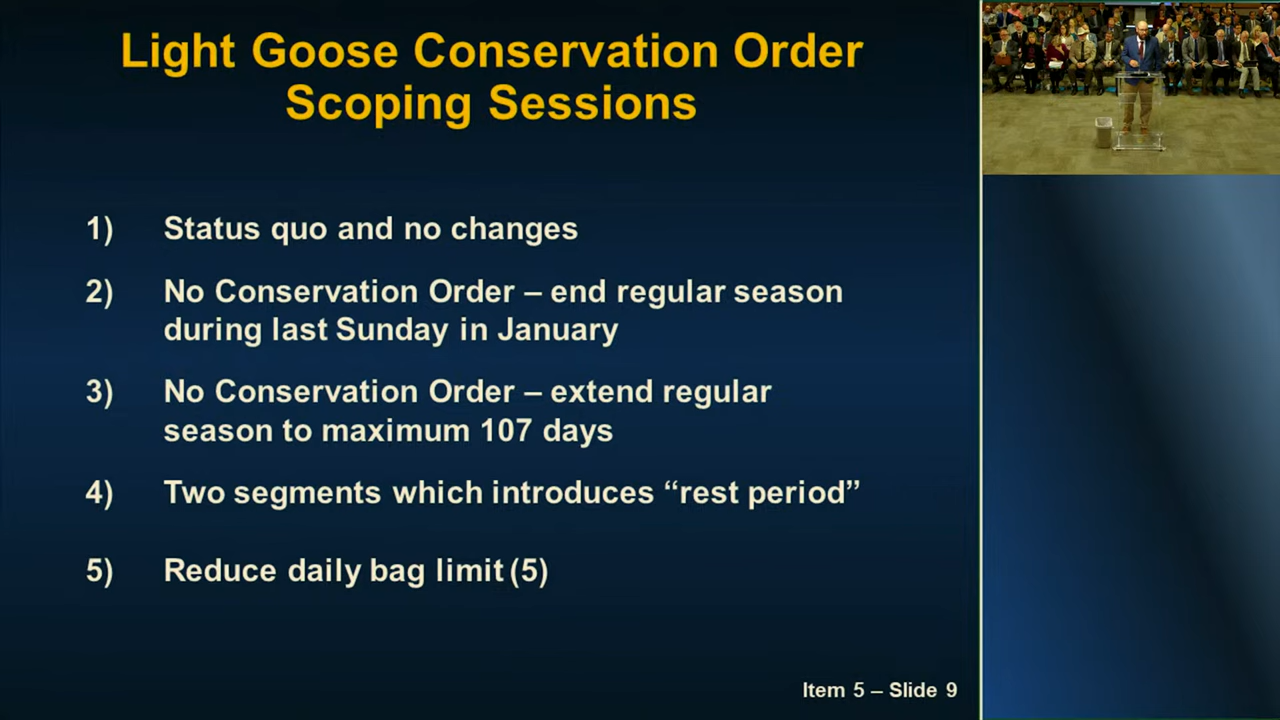 Light Goose Conservation Order
Scoping Sessions
1) Status quo and no changes
2) No Conservation Order – end regular season
during last Sunday in January
3) No Conservation Order – extend regular
season to maximum 107 days
4) Two segments which introduces “rest period”
5) Reduce daily bag limit (5)
Item 5 – Slide 9